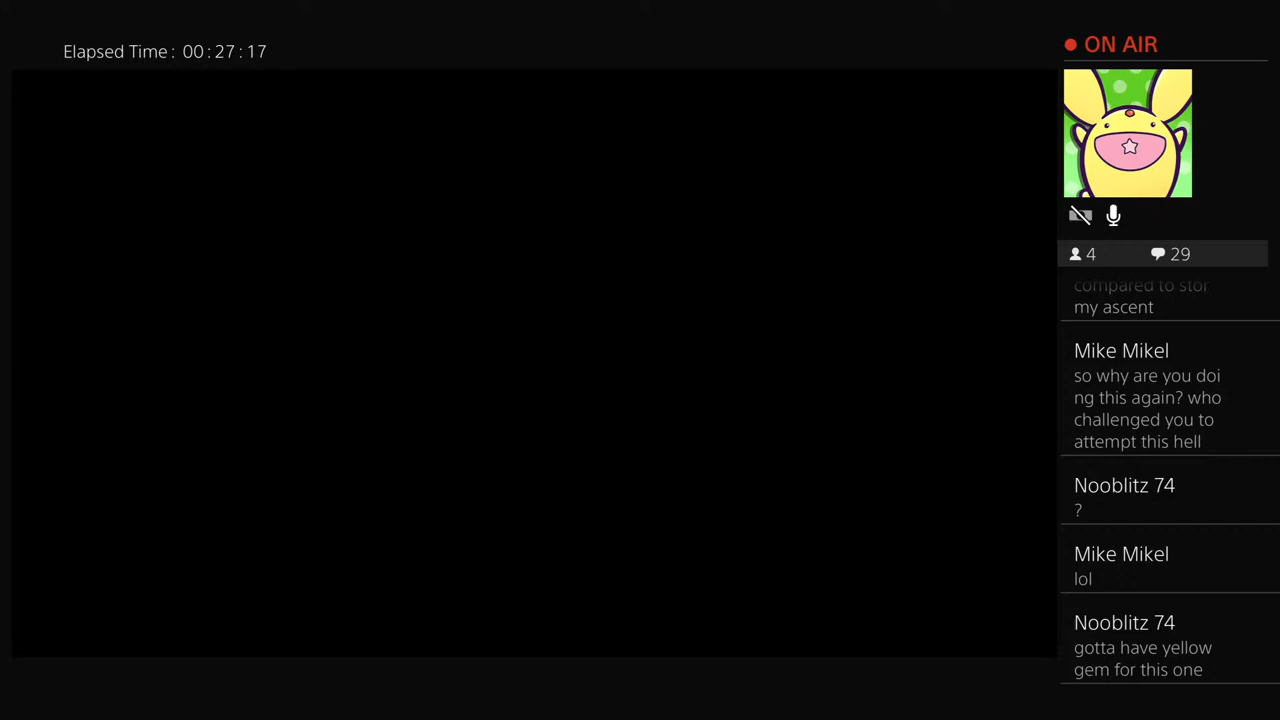 Elapsed Time: 00:27:17
ON AIR
4 29
compared to stor
my ascent
Mike Mikel
so why are you doi
ng this again? who
challenged you to
attempt this hell
Nooblitz 74
?
Mike Mikel
lol
Nooblitz 74
gotta have yellow
gem for this one